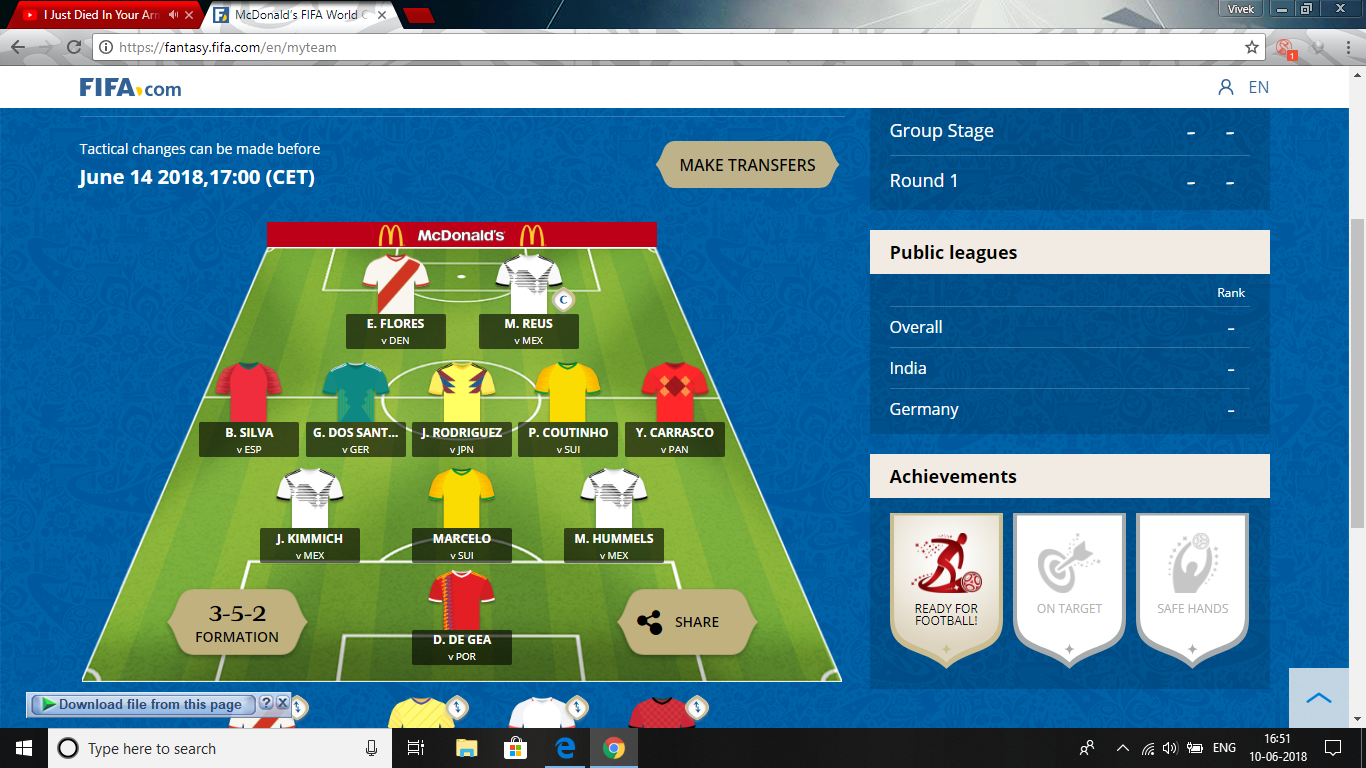 I Just Died In Your Arm
McDonald's FIFA World C
Vivek
https://fantasy.fifa.com/en/myteam
1
FIFA.com
EN
Tactical changes can be made before
June 14 2018,17:00 (CET)
MAKE TRANSFERS
Group Stage - -
Round 1 - -
McDonald's
E. FLORES
v DEN
M. REUS
v MEX
C
B. SILVA
v ESP
G. DOS SANT...
v GER
J. RODRIGUEZ
v JPN
P. COUTINHO
v SUI
Y. CARRASCO
v PAN
J. KIMMICH
v MEX
MARCELO
v SUI
M. HUMMELS
v MEX
D. DE GEA
v POR
3-5-2
FORMATION
SHARE
Public leagues
Rank
Overall -
India -
Germany -
Achievements
READY FOR
FOOTBALL!
ON TARGET
SAFE HANDS
Download file from this page
?
Type here to search
ENG
16:51
10-06-2018